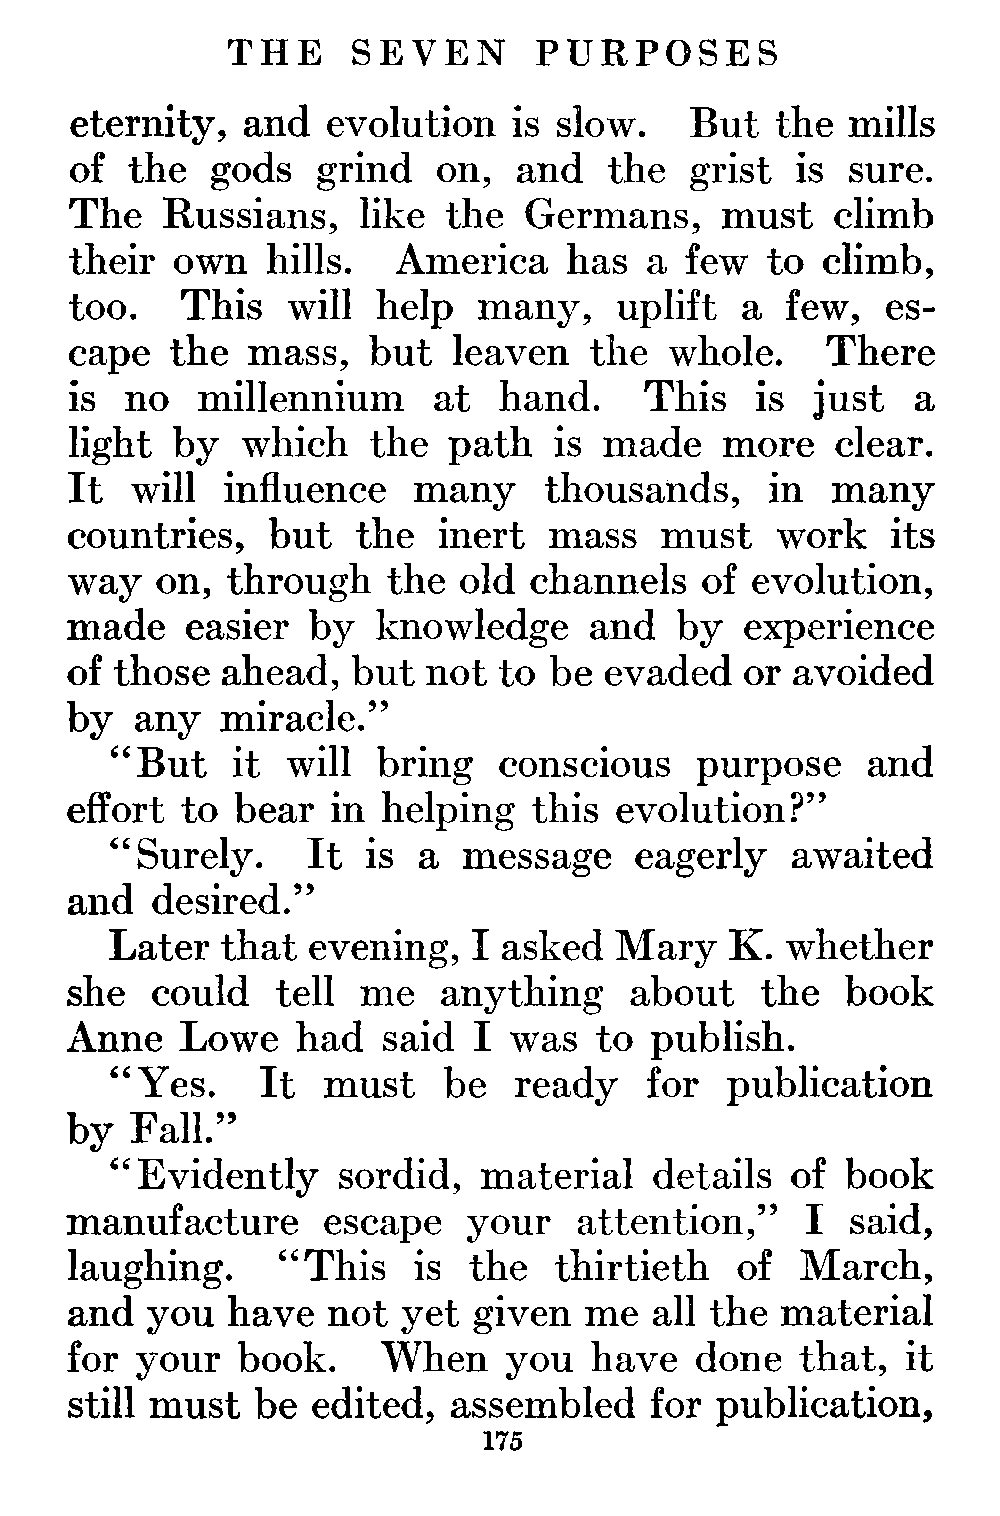 THE SEVEN PURPOSES
eternity, and evolution is slow. But the mills
of the gods grind on, and the grist is sure.
The Russians, like the Germans, must climb
their own hills. America has a few to climb,
too. This will help many, uplift a few, es-
cape the mass, but leaven the whole. There
is no millennium at hand. This is just a
light by which the path is made more clear.
It will influence many thousands, in many
countries, but the inert mass must work its
way on, through the old channels of evolution,
made easier by knowledge and by experience
of those ahead, but not to be evaded or avoided
by any miracle.”
“But it will bring conscious purpose and
effort to bear in helping this evolution?”
“Surely. It is a message eagerly awaited
and desired.”
Later that evening, I asked Mary K. whether
she could tell me anything about the book
Anne Lowe had said I was to publish.
“Yes. It must be ready for publication
by Fall.”
“Evidently sordid, material details of book
manufacture escape your attention,” I said,
laughing. “This is the thirtieth of March,
and you have not yet given me all the material
for your book. When you have done that, it
still must be edited, assembled for publication,
175